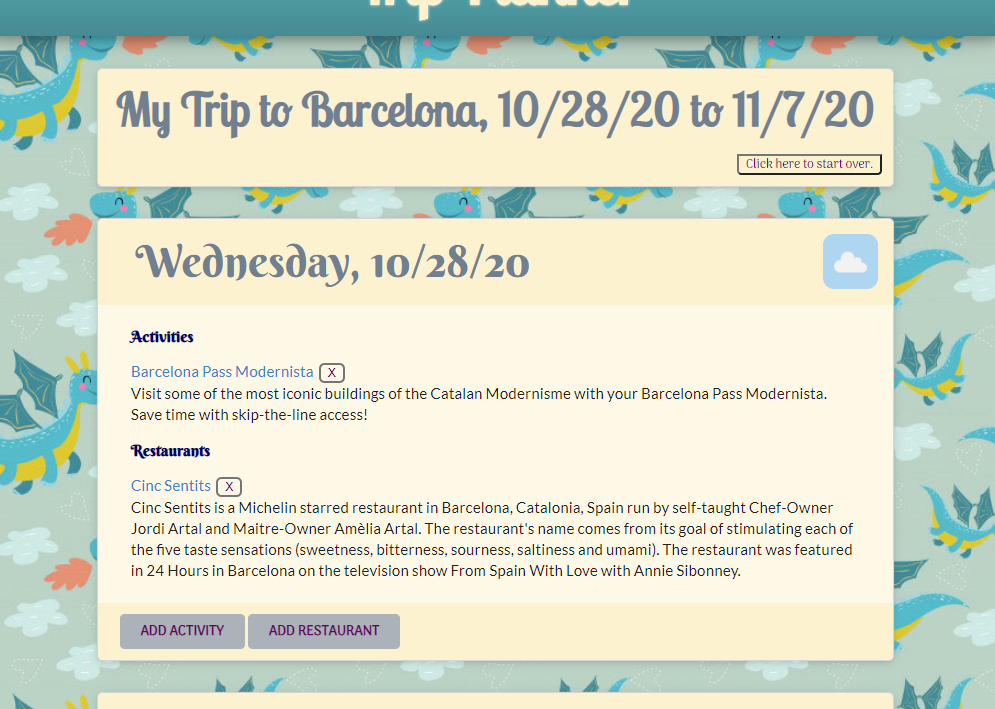 Trip Planner
My Trip to Barcelona, 10/28/20 to 11/7/20
Click here to start over.
Wednesday, 10/28/20
Activities
Barcelona Pass Modernista X
Visit some of the most iconic buildings of the Catalan Modernisme with your Barcelona Pass Modernista.
Save time with skip-the-line access!
Restaurants
Cinc Sentits X
Cinc Sentits is a Michelin starred restaurant in Barcelona, Catalonia, Spain run by self-taught Chef-Owner
Jordi Artal and Maitre-Owner Amèlia Artal. The restaurant's name comes from its goal of stimulating each of
the five taste sensations (sweetness, bitterness, sourness, saltiness and umami). The restaurant was featured
in 24 Hours in Barcelona on the television show From Spain With Love with Annie Sibonney.
ADD ACTIVITY ADD RESTAURANT